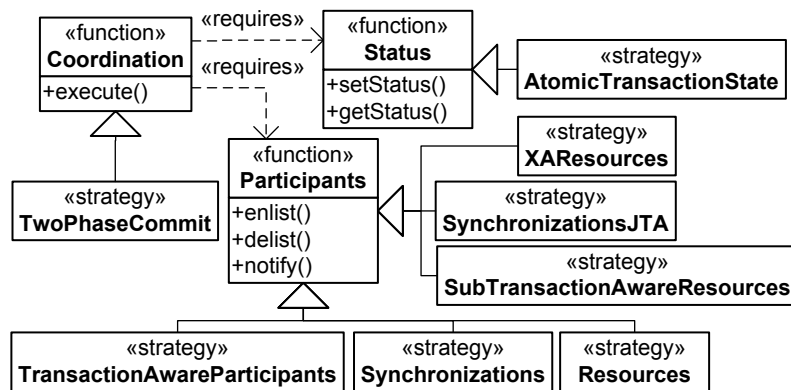 «function»
Coordination
+execute()
«requires»
«requires»
«function»
Status
+setStatus()
+getStatus()
«strategy»
AtomicTransactionState
«strategy»
TwoPhaseCommit
«function»
Participants
+enlist()
+delist()
+notify()
«strategy»
XAResources
«strategy»
SynchronizationsJTA
«strategy»
SubTransactionAwareResources
«strategy»
TransactionAwareParticipants
«strategy»
Synchronizations
«strategy»
Resources